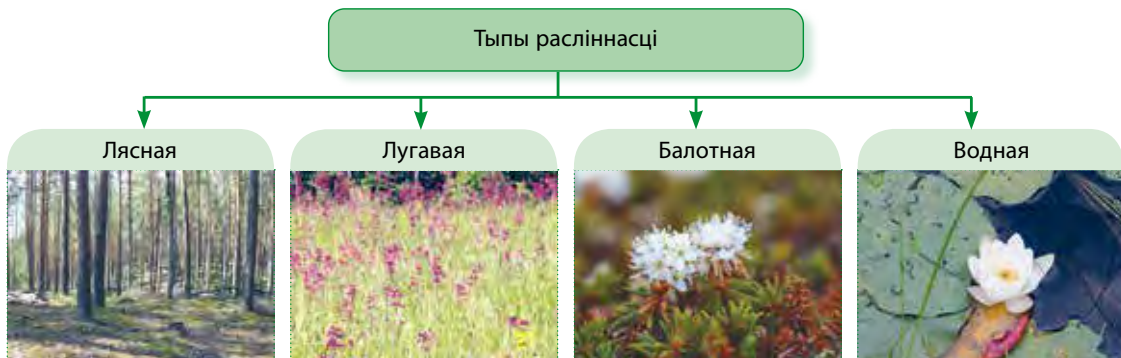 Тыпы расліннасці
Лясная
Лугавая
Балотная
Водная